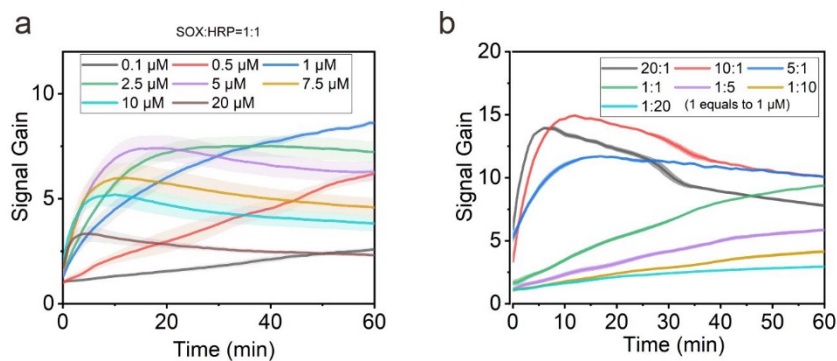 a
SOX:HRP=1:1
0.1 μM 0.5 μM 1 μM
2.5 μM 5 μM 7.5 μM
10 μM 20 μM
Signal Gain
10
5
0
0 20 40 60
Time (min)
b
20:1 10:1 5:1
1:1 1:5 1:10
1:20 (1 equals to 1 μM)
Signal Gain
20
15
10
5
0
0 10 20 30 40 50 60
Time (min)